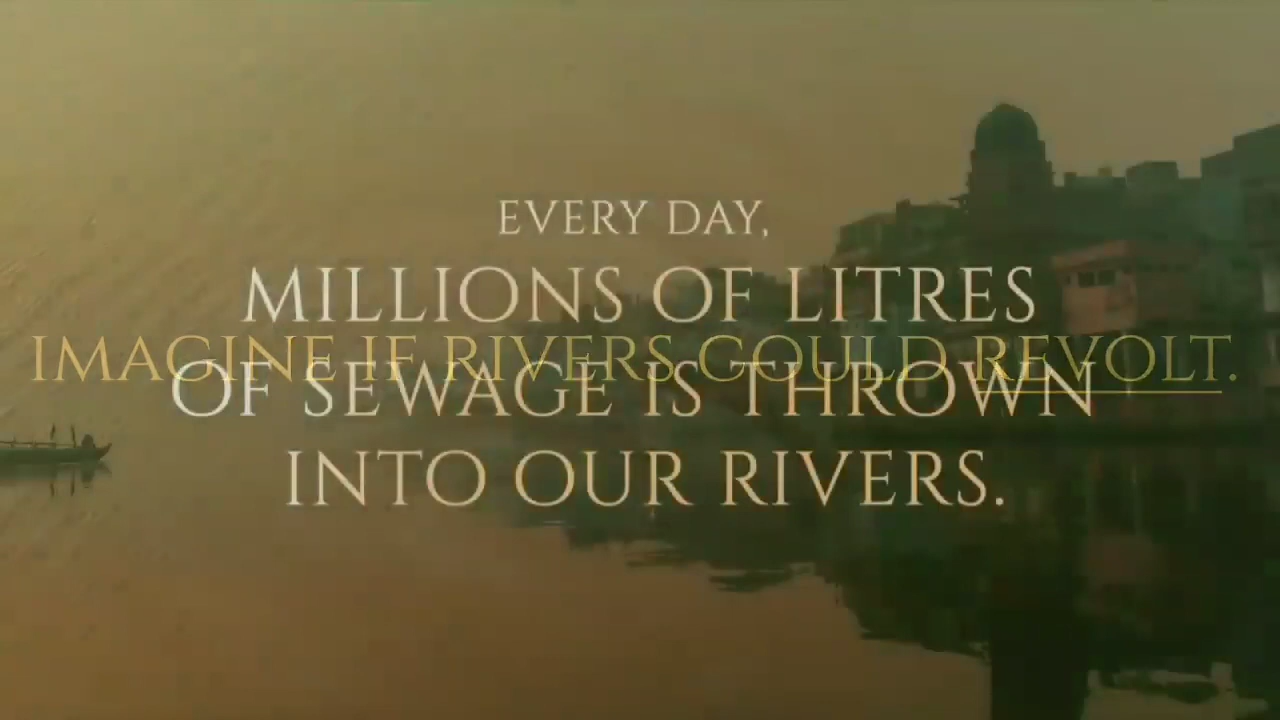 EVERY DAY,
MILLIONS OF LITRES
IMAGINE IF RIVERS COULD REVOLT.
OF SEWAGE IS THROWN
INTO OUR RIVERS.